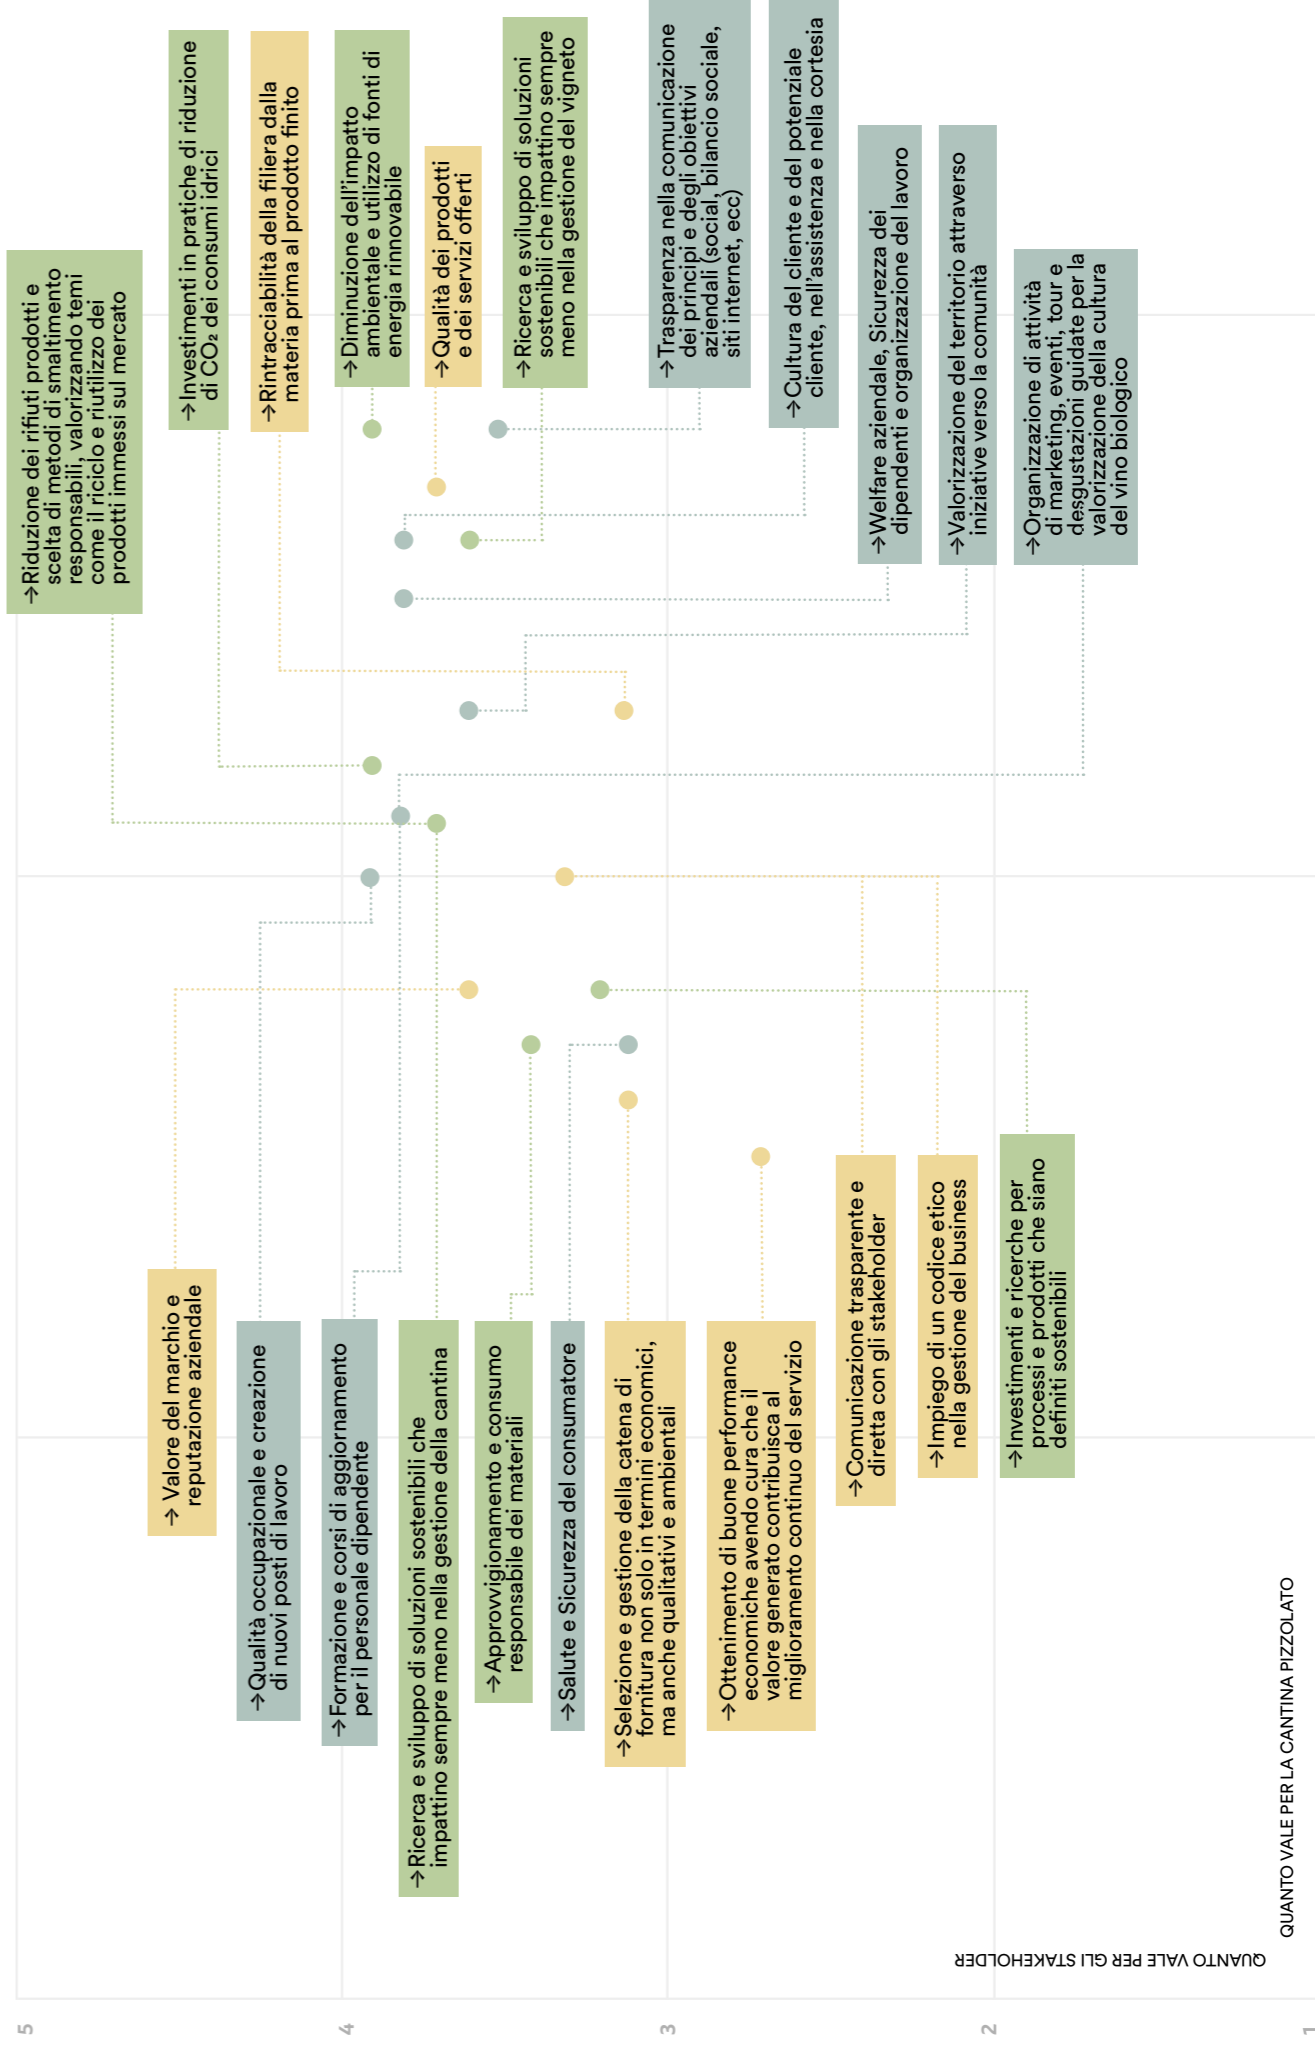 →Riduzione dei rifiuti prodotti e
scelta di metodi di smaltimento
responsabili, valorizzando temi
come il riciclo e riutilizzo dei
prodotti immessi sul mercato
→Investimenti in pratiche di riduzione
di CO₂ dei consumi idrici
→Rintracciabilità della filiera dalla
materia prima al prodotto finito
→Diminuzione dell'impatto
ambientale e utilizzo di fonti di
energia rinnovabile
→Qualità dei prodotti
e dei servizi offerti
→Ricerca e sviluppo di soluzioni
sostenibili che impattino sempre
meno nella gestione del vigneto
→Trasparenza nella comunicazione
dei principi e degli obiettivi
aziendali (social, bilancio sociale,
siti internet, ecc)
→Cultura del cliente e del potenziale
cliente, nell'assistenza e nella cortesia
→Welfare aziendale, Sicurezza dei
dipendenti e organizzazione del lavoro
→Valorizzazione del territorio attraverso
iniziative verso la comunità
→Organizzazione di attività
di marketing, eventi, tour e
desgustazioni guidate per la
valorizzazione della cultura
del vino biologico
→ Valore del marchio e
reputazione aziendale
→Qualità occupazionale e creazione
di nuovi posti di lavoro
→Formazione e corsi di aggiornamento
per il personale dipendente
→Ricerca e sviluppo di soluzioni sostenibili che
impattino sempre meno nella gestione della cantina
→Approvvigionamento e consumo
responsabile dei materiali
→Salute e Sicurezza del consumatore
→Selezione e gestione della catena di
fornitura non solo in termini economici,
ma anche qualitativi e ambientali
→Ottenimento di buone performance
economiche avendo cura che il
valore generato contribuisca al
miglioramento continuo del servizio
→Comunicazione trasparente e
diretta con gli stakeholder
→Impiego di un codice etico
nella gestione del business
→Investimenti e ricerche per
processi e prodotti che siano
definiti sostenibili
QUANTO VALE PER GLI STAKEHOLDER
QUANTO VALE PER LA CANTINA PIZZOLATO
5
4
3
2
1